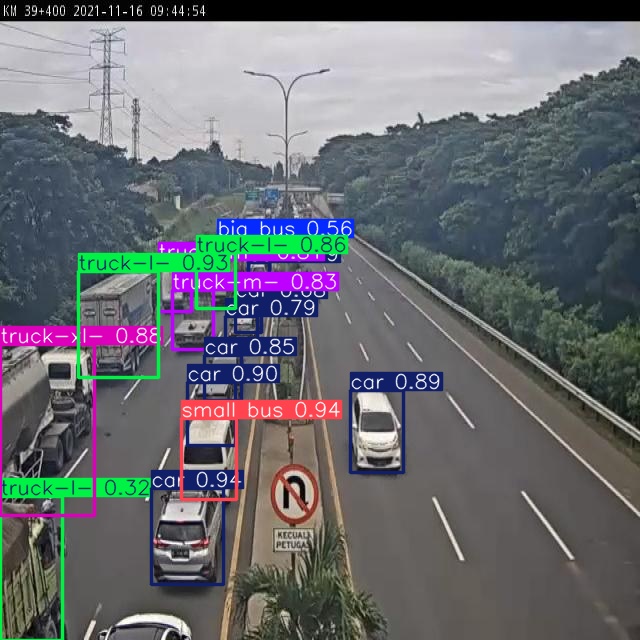 KM 39+400 2021-11-16 09:44:54
big bus 0.56
truck-l- 0.86
truck-l- 0.93
truck-m- 0.83
car 0.79
truck-xl- 0.88
car 0.85
car 0.90
car 0.89
small bus 0.94
car 0.94
truck-l- 0.32
KECUALI
PETUGAS